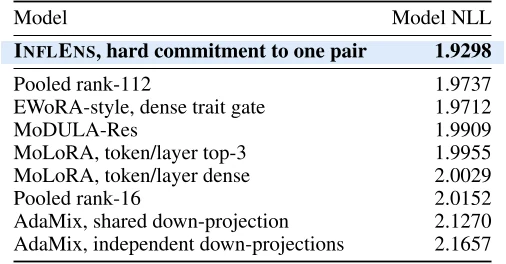 Model Model NLL
INFLENS, hard commitment to one pair 1.9298
Pooled rank-112 1.9737
EWoRA-style, dense trait gate 1.9712
MoDULA-Res 1.9909
MoLoRA, token/layer top-3 1.9955
MoLoRA, token/layer dense 2.0029
Pooled rank-16 2.0152
AdaMix, shared down-projection 2.1270
AdaMix, independent down-projections 2.1657